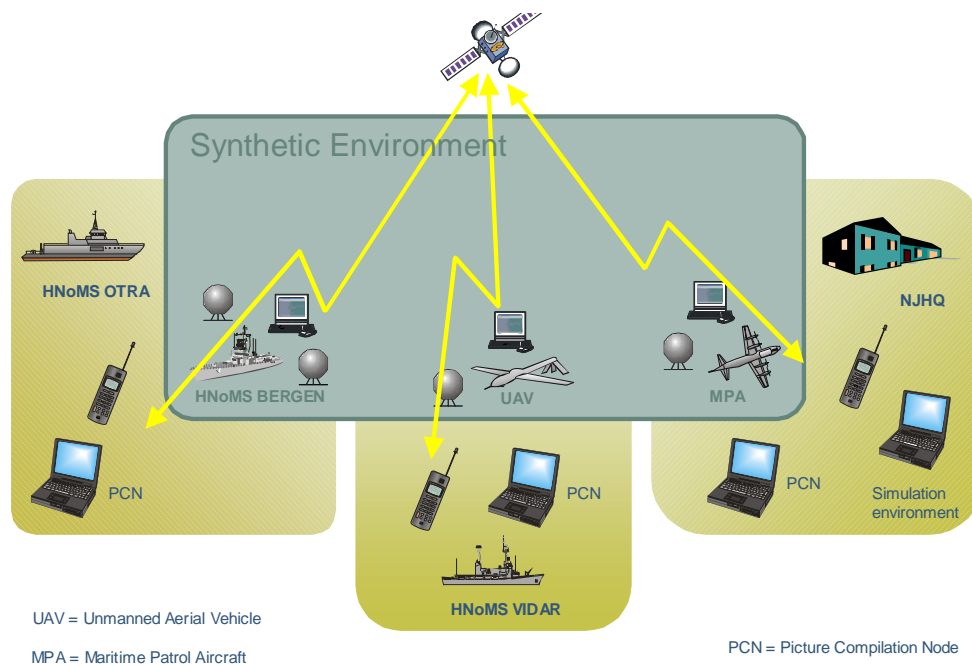 Synthetic Environment
HNoMS OTRA
NJHQ
HNoMS BERGEN
UAV
MPA
PCN
PCN
PCN
Simulation
environment
HNoMS VIDAR
UAV = Unmanned Aerial Vehicle
MPA = Maritime Patrol Aircraft
PCN = Picture Compilation Node